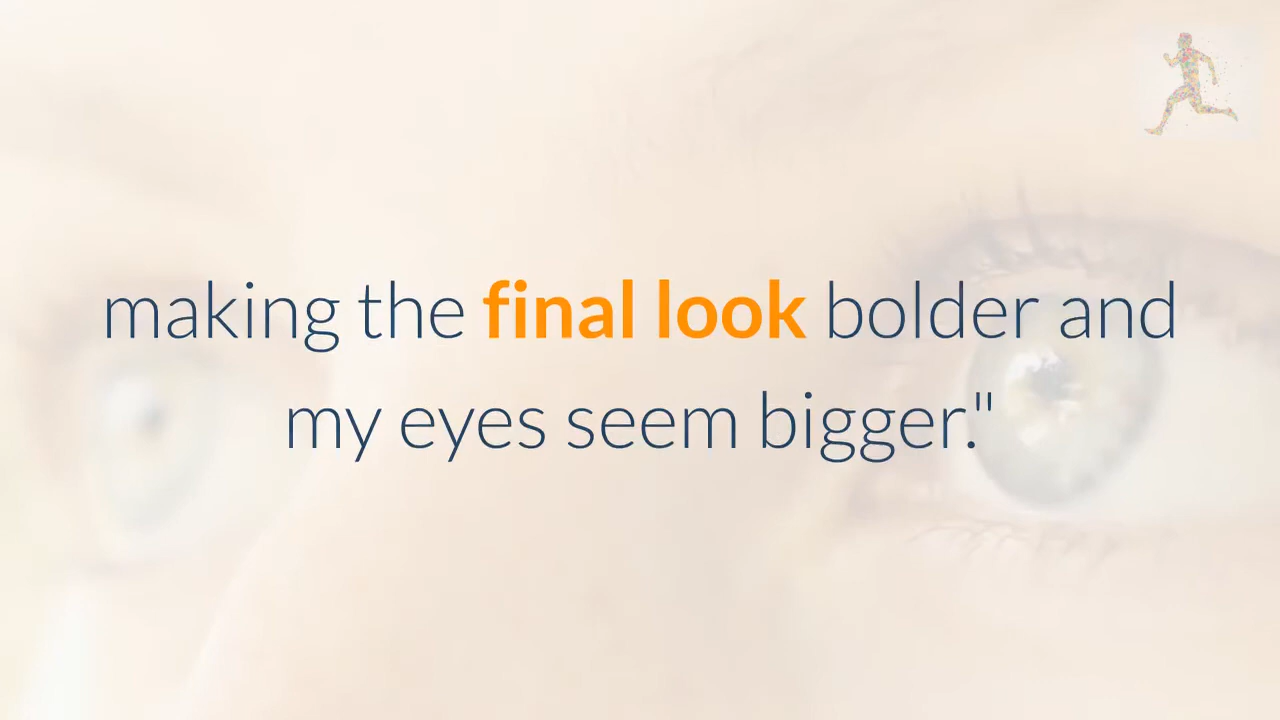 making the final look bolder and
my eyes seem bigger."